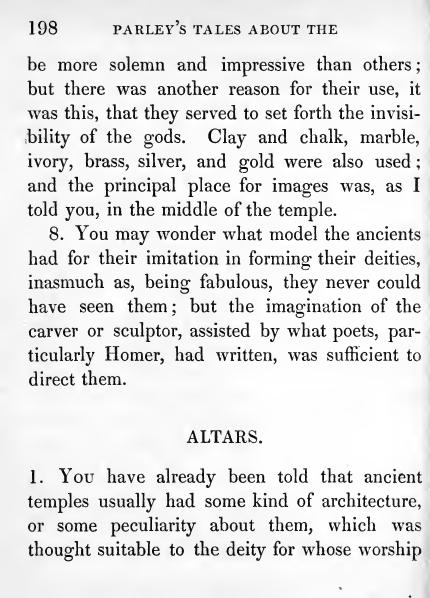 198 PARLEY'S TALES ABOUT THE
be more solemn and impressive than others;
but there was another reason for their use, it
was this, that they served to set forth the invisi-
bility of the gods. Clay and chalk, marble,
ivory, brass, silver, and gold were also used;
and the principal place for images was, as I
told you, in the middle of the temple.
8. You may wonder what model the ancients
had for their imitation in forming their deities,
inasmuch as, being fabulous, they never could
have seen them; but the imagination of the
carver or sculptor, assisted by what poets, par-
ticularly Homer, had written, was sufficient to
direct them.
ALTARS.
1. You have already been told that ancient
temples usually had some kind of architecture,
or some peculiarity about them, which was
thought suitable to the deity for whose worship